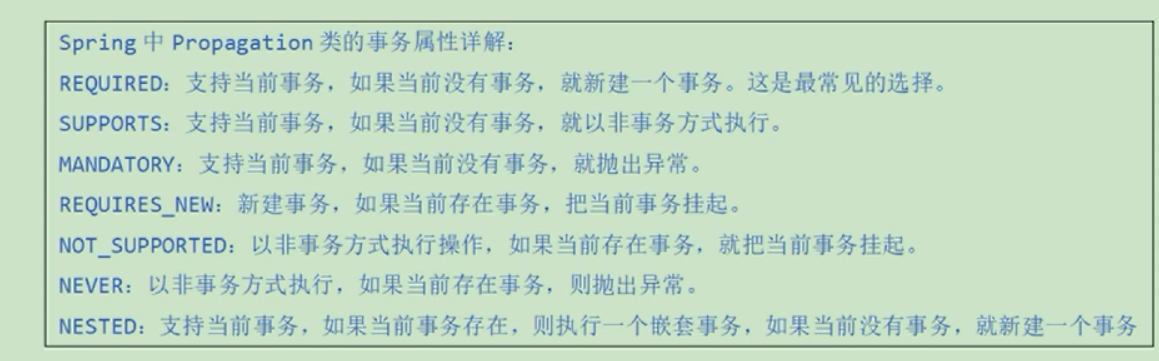 Spring 中 Propagation 类的事务属性详解：
REQUIRED：支持当前事务，如果当前没有事务，就新建一个事务。这是最常见的选择。
SUPPORTS：支持当前事务，如果当前没有事务，就以非事务方式执行。
MANDATORY：支持当前事务，如果当前没有事务，就抛出异常。
REQUIRES_NEW：新建事务，如果当前存在事务，把当前事务挂起。
NOT_SUPPORTED：以非事务方式执行操作，如果当前存在事务，就把当前事务挂起。
NEVER：以非事务方式执行，如果当前存在事务，则抛出异常。
NESTED：支持当前事务，如果当前事务存在，则执行一个嵌套事务，如果当前没有事务，就新建一个事务